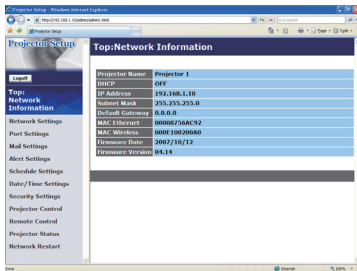 Projector Setup - Windows Internet Explorer
http://192.168.1.10/admin/admin1.html
Live Search
Projector Setup
Page
Tools
Projector Setup
Logoff
Top:
Network
Information
Network Settings
Port Settings
Mail Settings
Alert Settings
Schedule Settings
Date/Time Settings
Security Settings
Projector Control
Remote Control
Projector Status
Network Restart
Top:Network Information
Projector Name Projector 1
DHCP OFF
IP Address 192.168.1.10
Subnet Mask 255.255.255.0
Default Gateway 0.0.0.0
MAC Ethernet 00008756AC92
MAC Wireless 000E100200A0
Firmware Date 2007/10/12
Firmware Version 04.14
Done
Internet
100%